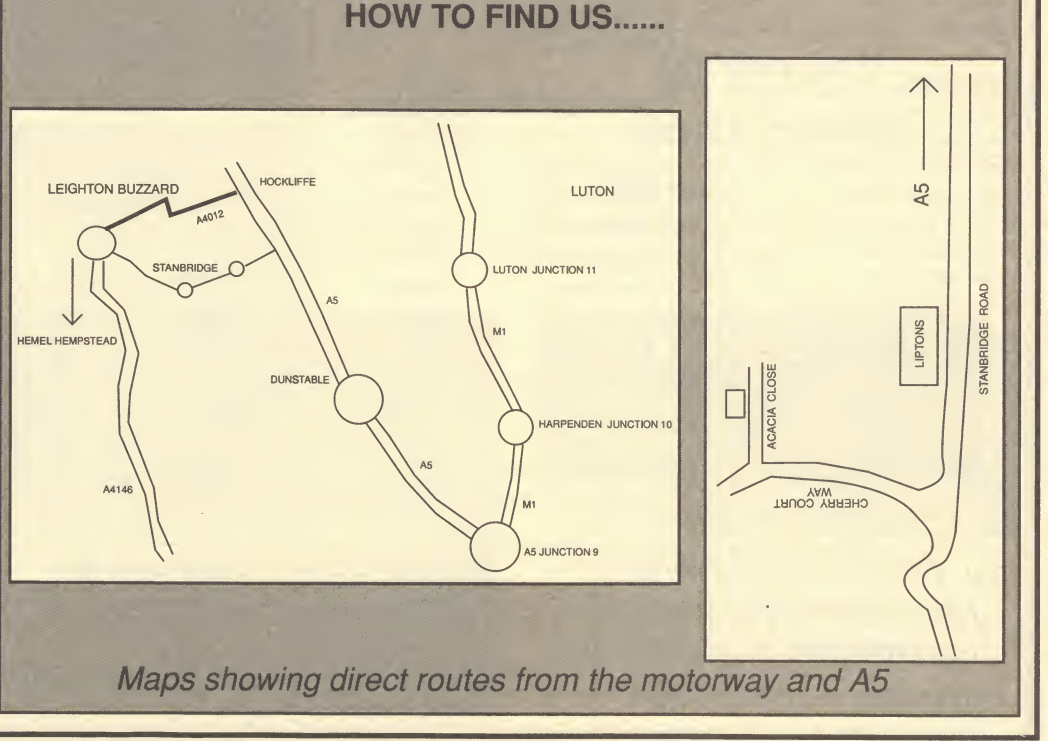 HOW TO FIND US......
LEIGHTON BUZZARD
HOCKLIFFE
LUTON
A4012
STANBRIDGE
LUTON JUNCTION 11
A5
HEMEL HEMPSTEAD
M1
DUNSTABLE
HARPENDEN JUNCTION 10
A5
A4146
M1
A5 JUNCTION 9
A5
LIPTONS
STANBRIDGE ROAD
ACACIA CLOSE
CHERRY COURT
WAY
Maps showing direct routes from the motorway and A5